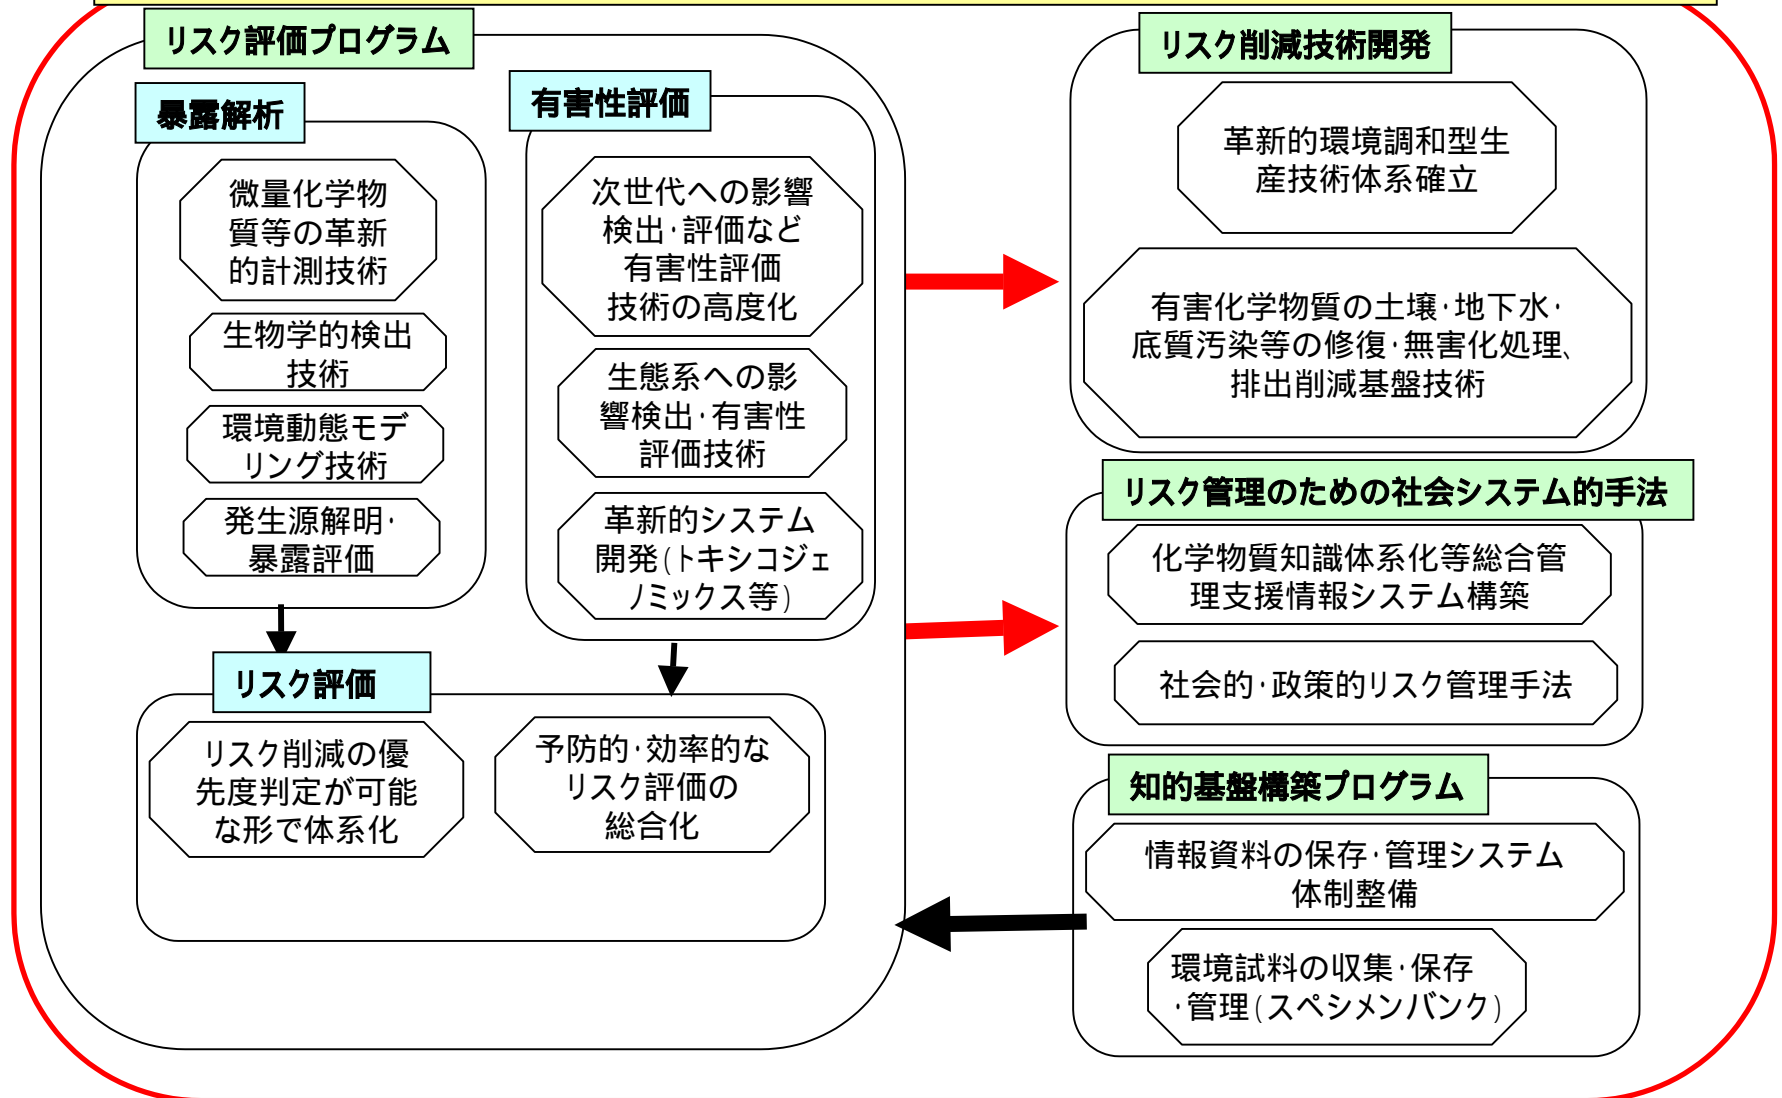 リスク評価プログラム
暴露解析
微量化学物
質等の革新
的計測技術
生物学的検出
技術
環境動態モデ
リング技術
発生源解明・
暴露評価
有害性評価
次世代への影響
検出・評価など
有害性評価
技術の高度化
生態系への影
響検出・有害性
評価技術
革新的システム
開発(トキシコジェ
ノミックス等)
リスク評価
リスク削減の優
先度判定が可能
な形で体系化
予防的・効率的な
リスク評価の
総合化
リスク削減技術開発
革新的環境調和型生
産技術体系確立
有害化学物質の土壌・地下水・
底質汚染等の修復・無害化処理、
排出削減基盤技術
リスク管理のための社会システム的手法
化学物質知識体系化等総合管
理支援情報システム構築
社会的・政策的リスク管理手法
知的基盤構築プログラム
情報資料の保存・管理システム
体制整備
環境試料の収集・保存
・管理(スペシメンバンク)